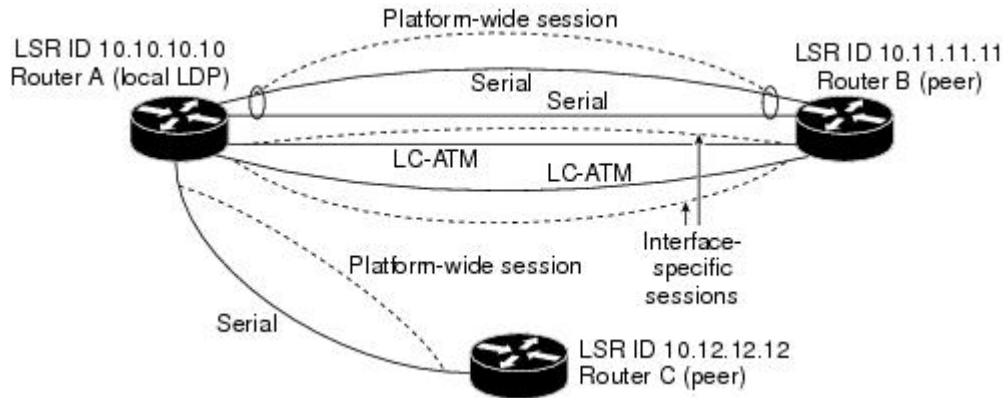 Platform-wide session
LSR ID 10.10.10.10
Router A (local LDP)
LSR ID 10.11.11.11
Router B (peer)
Serial
Serial
LC-ATM
LC-ATM
Interface-
specific
sessions
Platform-wide session
Serial
LSR ID 10.12.12.12
Router C (peer)